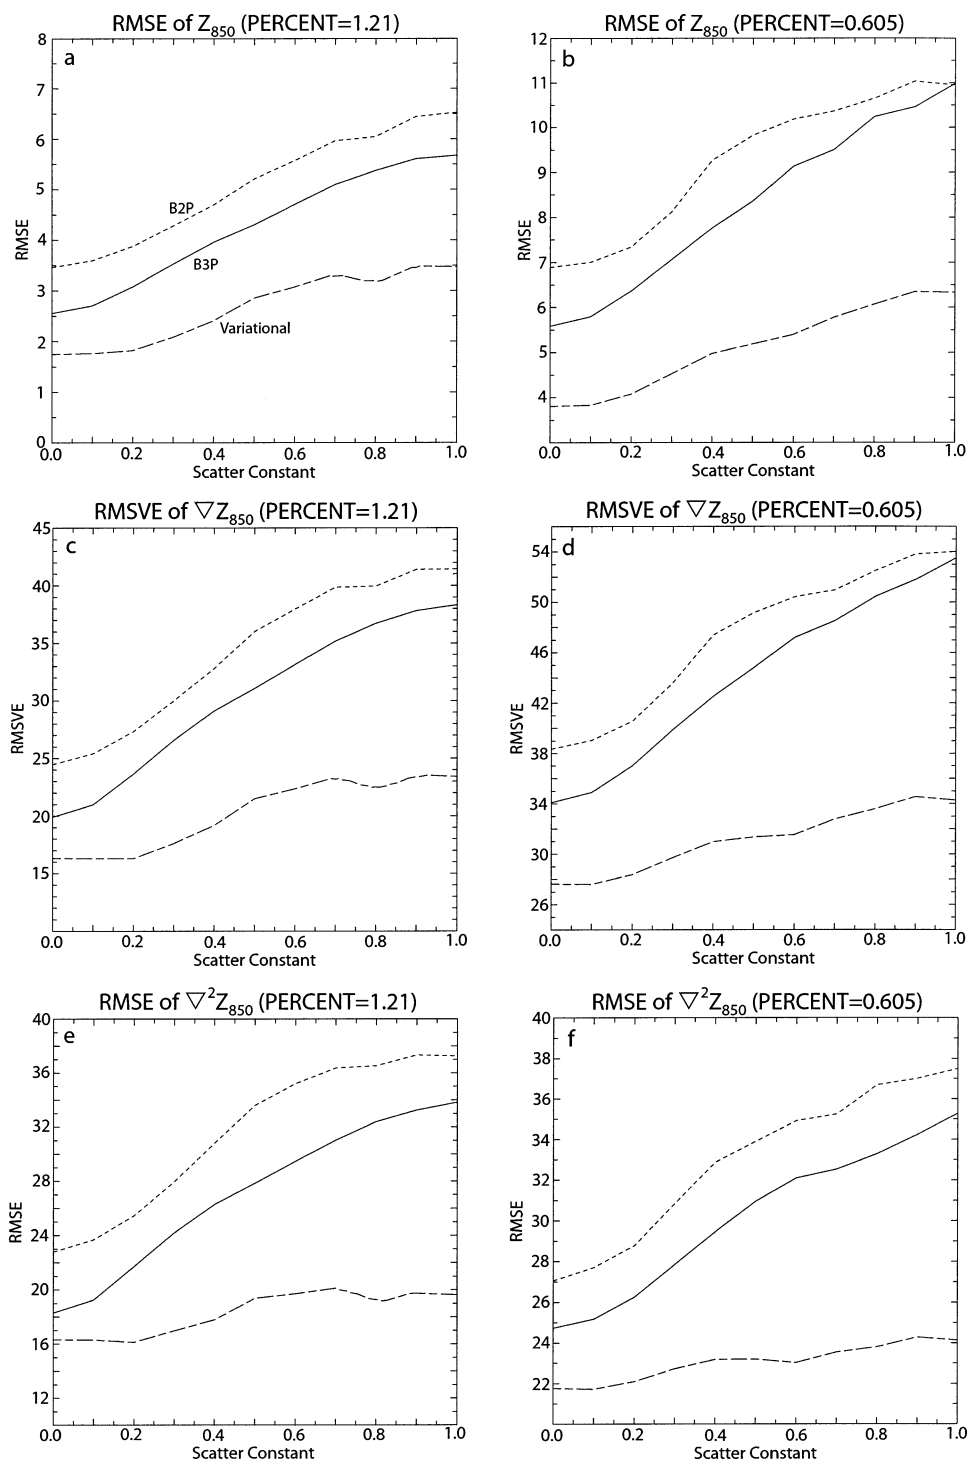 RMSE of Z850 (PERCENT=1.21)
a
8
7
6
5
4
3
2
1
0
RMSE
B2P
B3P
Variational
0.0 0.2 0.4 0.6 0.8 1.0
Scatter Constant
RMSE of Z850 (PERCENT=0.605)
b
12
11
10
9
8
7
6
5
4
RMSE
0.0 0.2 0.4 0.6 0.8 1.0
Scatter Constant
RMSVE of ▽Z850 (PERCENT=1.21)
c
45
40
35
30
25
20
15
RMSVE
0.0 0.2 0.4 0.6 0.8 1.0
Scatter Constant
RMSVE of ▽Z850 (PERCENT=0.605)
d
54
50
46
42
38
34
30
26
RMSVE
0.0 0.2 0.4 0.6 0.8 1.0
Scatter Constant
RMSE of ▽²Z850 (PERCENT=1.21)
e
40
36
32
28
24
20
16
12
RMSE
0.0 0.2 0.4 0.6 0.8 1.0
Scatter Constant
RMSE of ▽²Z850 (PERCENT=0.605)
f
40
38
36
34
32
30
28
26
24
22
RMSE
0.0 0.2 0.4 0.6 0.8 1.0
Scatter Constant